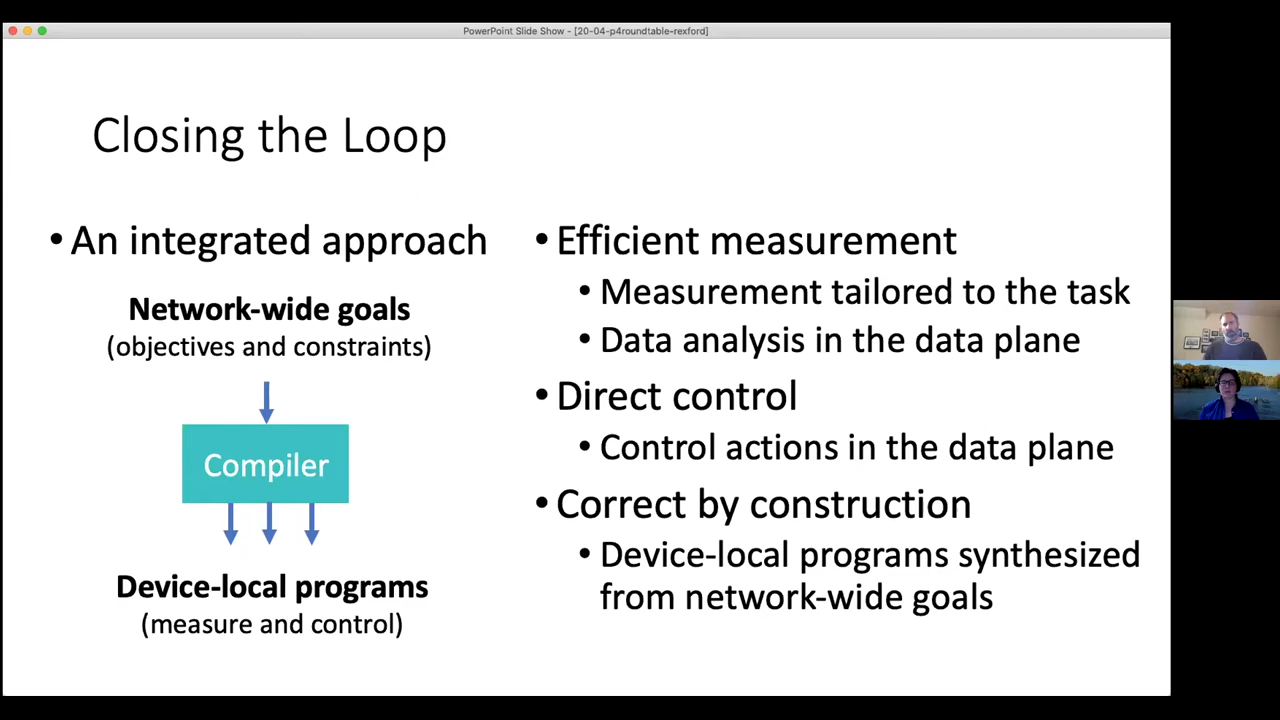 PowerPoint Slide Show - [20-04-p4roundtable-rexford]
Closing the Loop
• An integrated approach
Network-wide goals
(objectives and constraints)
Compiler
Device-local programs
(measure and control)
• Efficient measurement
• Measurement tailored to the task
• Data analysis in the data plane
• Direct control
• Control actions in the data plane
• Correct by construction
• Device-local programs synthesized
from network-wide goals